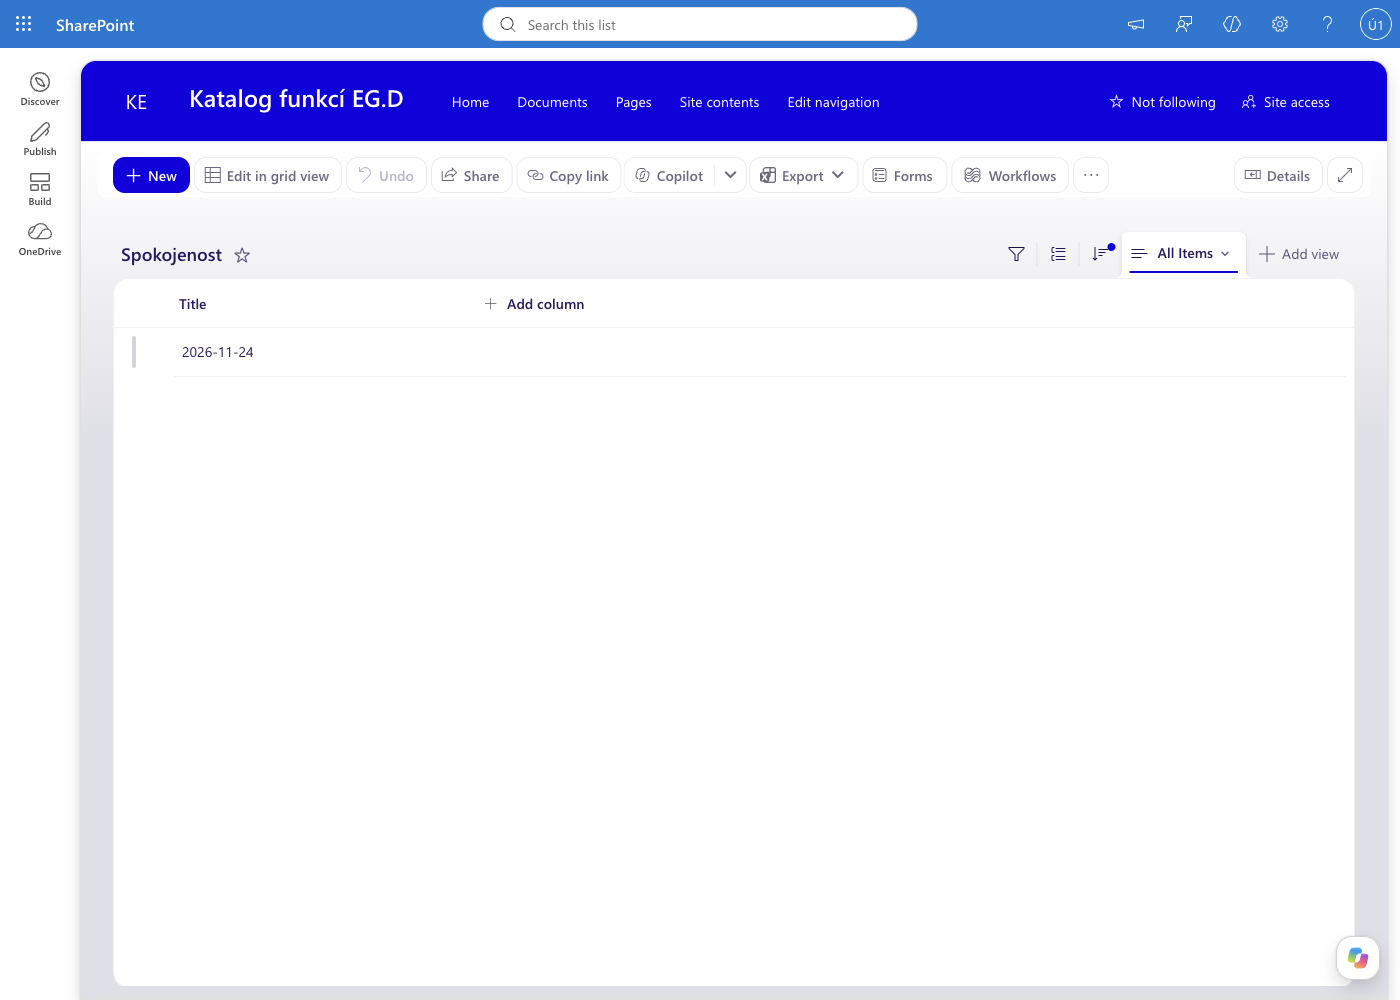 SharePoint
Search this list
Ú1
Discover
Publish
Build
OneDrive
KE
Katalog funkcí EG.D
Home
Documents
Pages
Site contents
Edit navigation
Not following
Site access
New
Edit in grid view
Undo
Share
Copy link
Copilot
Export
Forms
Workflows
Details
Spokojenost
All Items
Add view
Title
Add column
2026-11-24